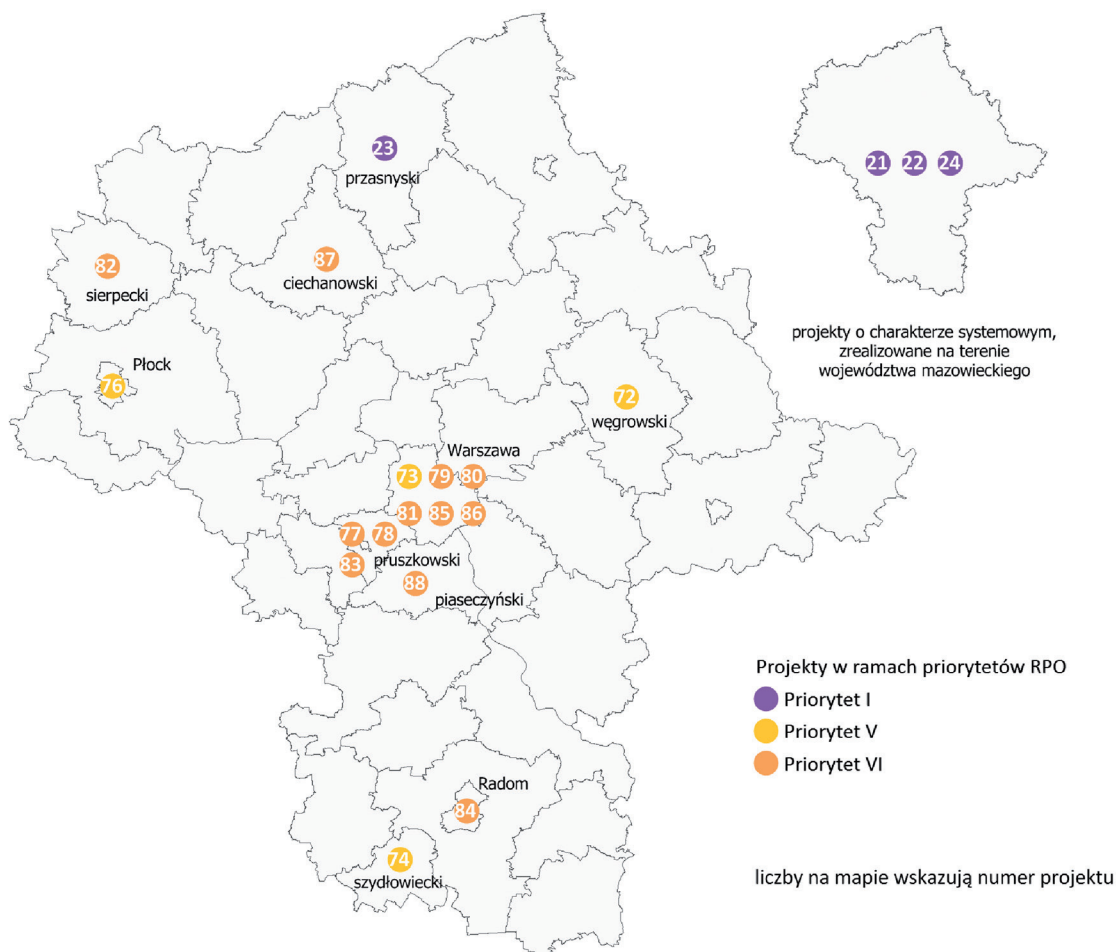 23
przasnyski
21 22 24
82
sierpecki
87
ciechanowski
projekty o charakterze systemowym,
zrealizowane na terenie
województwa mazowieckiego
Płock
76
72
węgrowski
Warszawa
73 79 80
81 85 86
77 78
pruszkowski
83
88
piaseczyński
Projekty w ramach priorytetów RPO
Priorytet I
Priorytet V
Priorytet VI
Radom
84
74
szydłowiecki
liczby na mapie wskazują numer projektu